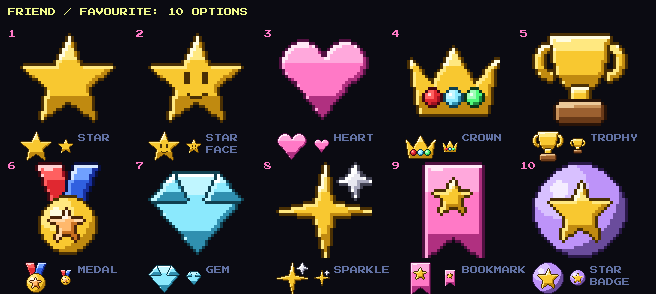 FRIEND / FAVOURITE: 10 OPTIONS
1 2 3 4 5
STAR
STAR FACE
HEART
CROWN
TROPHY
6 7 8 9 10
MEDAL
GEM
SPARKLE
BOOKMARK
STAR BADGE